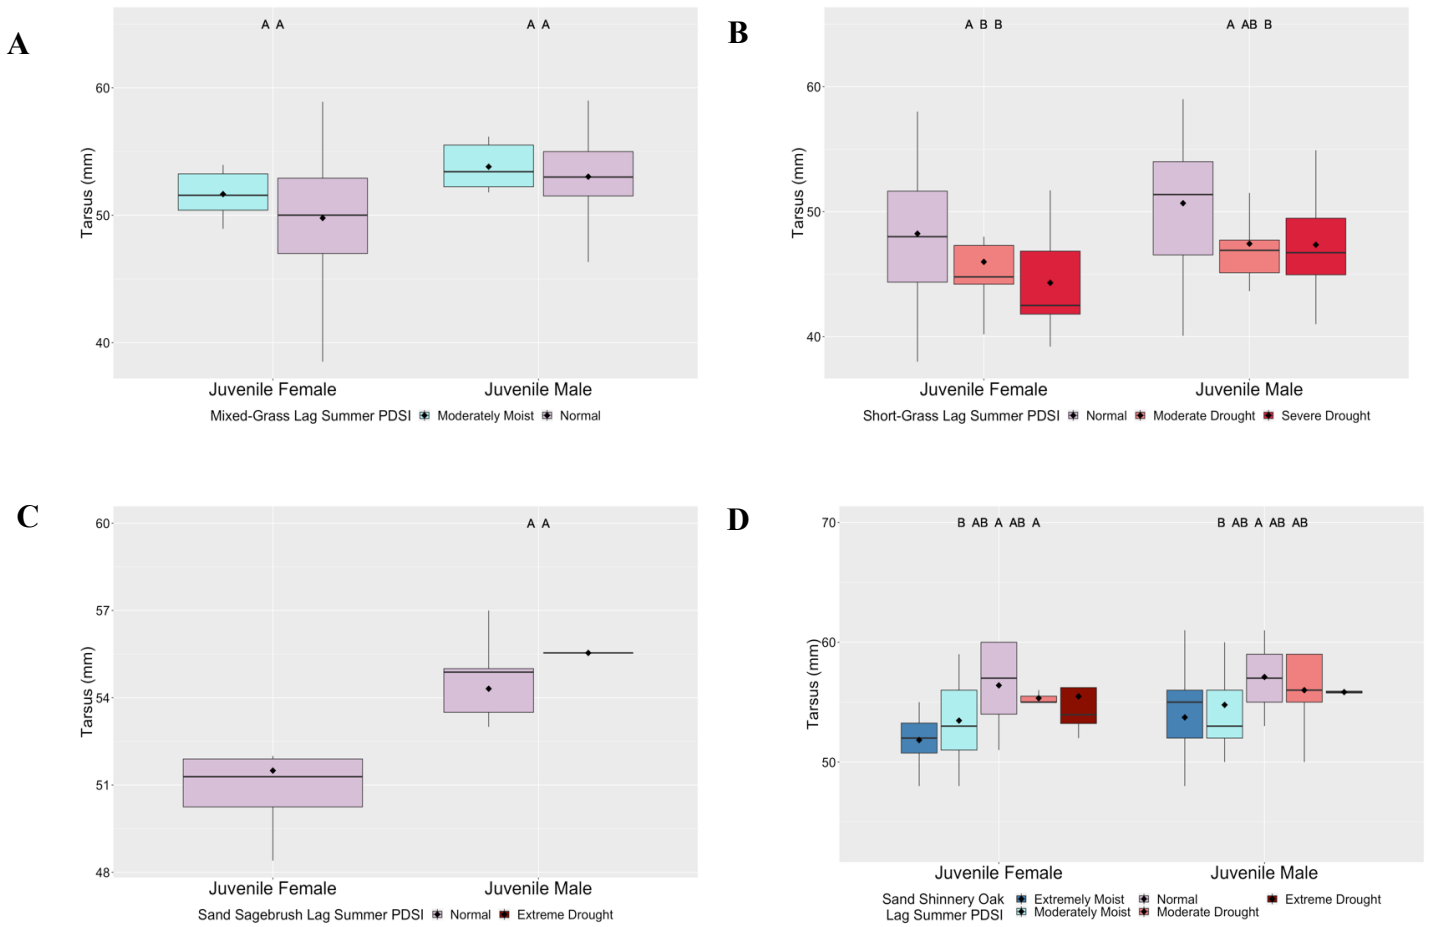 A
A A
A A
60
50
40
Tarsus (mm)
Juvenile Female
Juvenile Male
Mixed-Grass Lag Summer PDSI Moderately Moist Normal
B
A B B
A AB B
60
50
40
Tarsus (mm)
Juvenile Female
Juvenile Male
Short-Grass Lag Summer PDSI Normal Moderate Drought Severe Drought
C
A A
60
57
54
51
48
Tarsus (mm)
Juvenile Female
Juvenile Male
Sand Sagebrush Lag Summer PDSI Normal Extreme Drought
D
B AB A AB A
B AB A AB AB
70
60
50
Tarsus (mm)
Juvenile Female
Juvenile Male
Sand Shinnery Oak Extremely Moist Normal Extreme Drought
Lag Summer PDSI Moderately Moist Moderate Drought